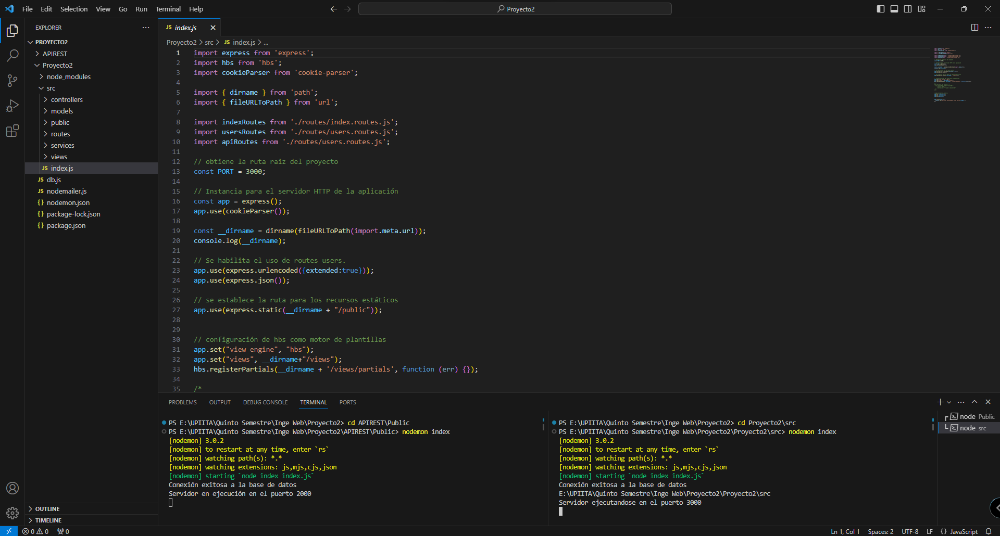 File Edit Selection View Go Run Terminal Help
Proyecto2
EXPLORER
PROYECTO2
APIREST
Proyecto2
node_modules
src
controllers
models
public
routes
services
views
JS index.js
JS db.js
JS nodemailer.js
{} nodemon.json
{} package-lock.json
{} package.json
OUTLINE
TIMELINE
JS index.js
Proyecto2 > src > JS index.js > ...
1 import express from 'express';
2 import hbs from 'hbs';
3 import cookieParser from 'cookie-parser';
4
5 import { dirname } from 'path';
6 import { fileURLToPath } from 'url';
7
8 import indexRoutes from './routes/index.routes.js';
9 import usersRoutes from './routes/users.routes.js';
10 import apiRoutes from './routes/users.routes.js';
11
12 // obtiene la ruta raiz del proyecto
13 const PORT = 3000;
14
15 // Instancia para el servidor HTTP de la aplicación
16 const app = express();
17 app.use(cookieParser());
18
19 const __dirname = dirname(fileURLToPath(import.meta.url));
20 console.log(__dirname);
21
22 // Se habilita el uso de routes users.
23 app.use(express.urlencoded({extended:true}));
24 app.use(express.json());
25
26 // se establece la ruta para los recursos estáticos
27 app.use(express.static(__dirname + "/public"));
28
29
30 // configuración de hbs como motor de plantillas
31 app.set("view engine", "hbs");
32 app.set("views", __dirname+"/views");
33 hbs.registerPartials(__dirname + '/views/partials', function (err) {});
34
35 /*
PROBLEMS OUTPUT DEBUG CONSOLE TERMINAL PORTS
PS E:\UPIITA\Quinto Semestre\Inge Web\Proyecto2> cd APIREST\Public
PS E:\UPIITA\Quinto Semestre\Inge Web\Proyecto2\APIREST\Public> nodemon index
[nodemon] 3.0.2
[nodemon] to restart at any time, enter `rs`
[nodemon] watching path(s): *.*
[nodemon] watching extensions: js,mjs,cjs,json
[nodemon] starting `node index index.js`
Conexión exitosa a la base de datos
Servidor en ejecución en el puerto 2000
PS E:\UPIITA\Quinto Semestre\Inge Web\Proyecto2> cd Proyecto2\src
PS E:\UPIITA\Quinto Semestre\Inge Web\Proyecto2\Proyecto2\src> nodemon index
[nodemon] 3.0.2
[nodemon] to restart at any time, enter `rs`
[nodemon] watching path(s): *.*
[nodemon] watching extensions: js,mjs,cjs,json
[nodemon] starting `node index index.js`
Conexión exitosa a la base de datos
E:\UPIITA\Quinto Semestre\Inge Web\Proyecto2\Proyecto2\src
Servidor ejecutandose en el puerto 3000
node Public
node src
0 0 0
Ln 1, Col 1 Spaces: 2 UTF-8 LF {} JavaScript